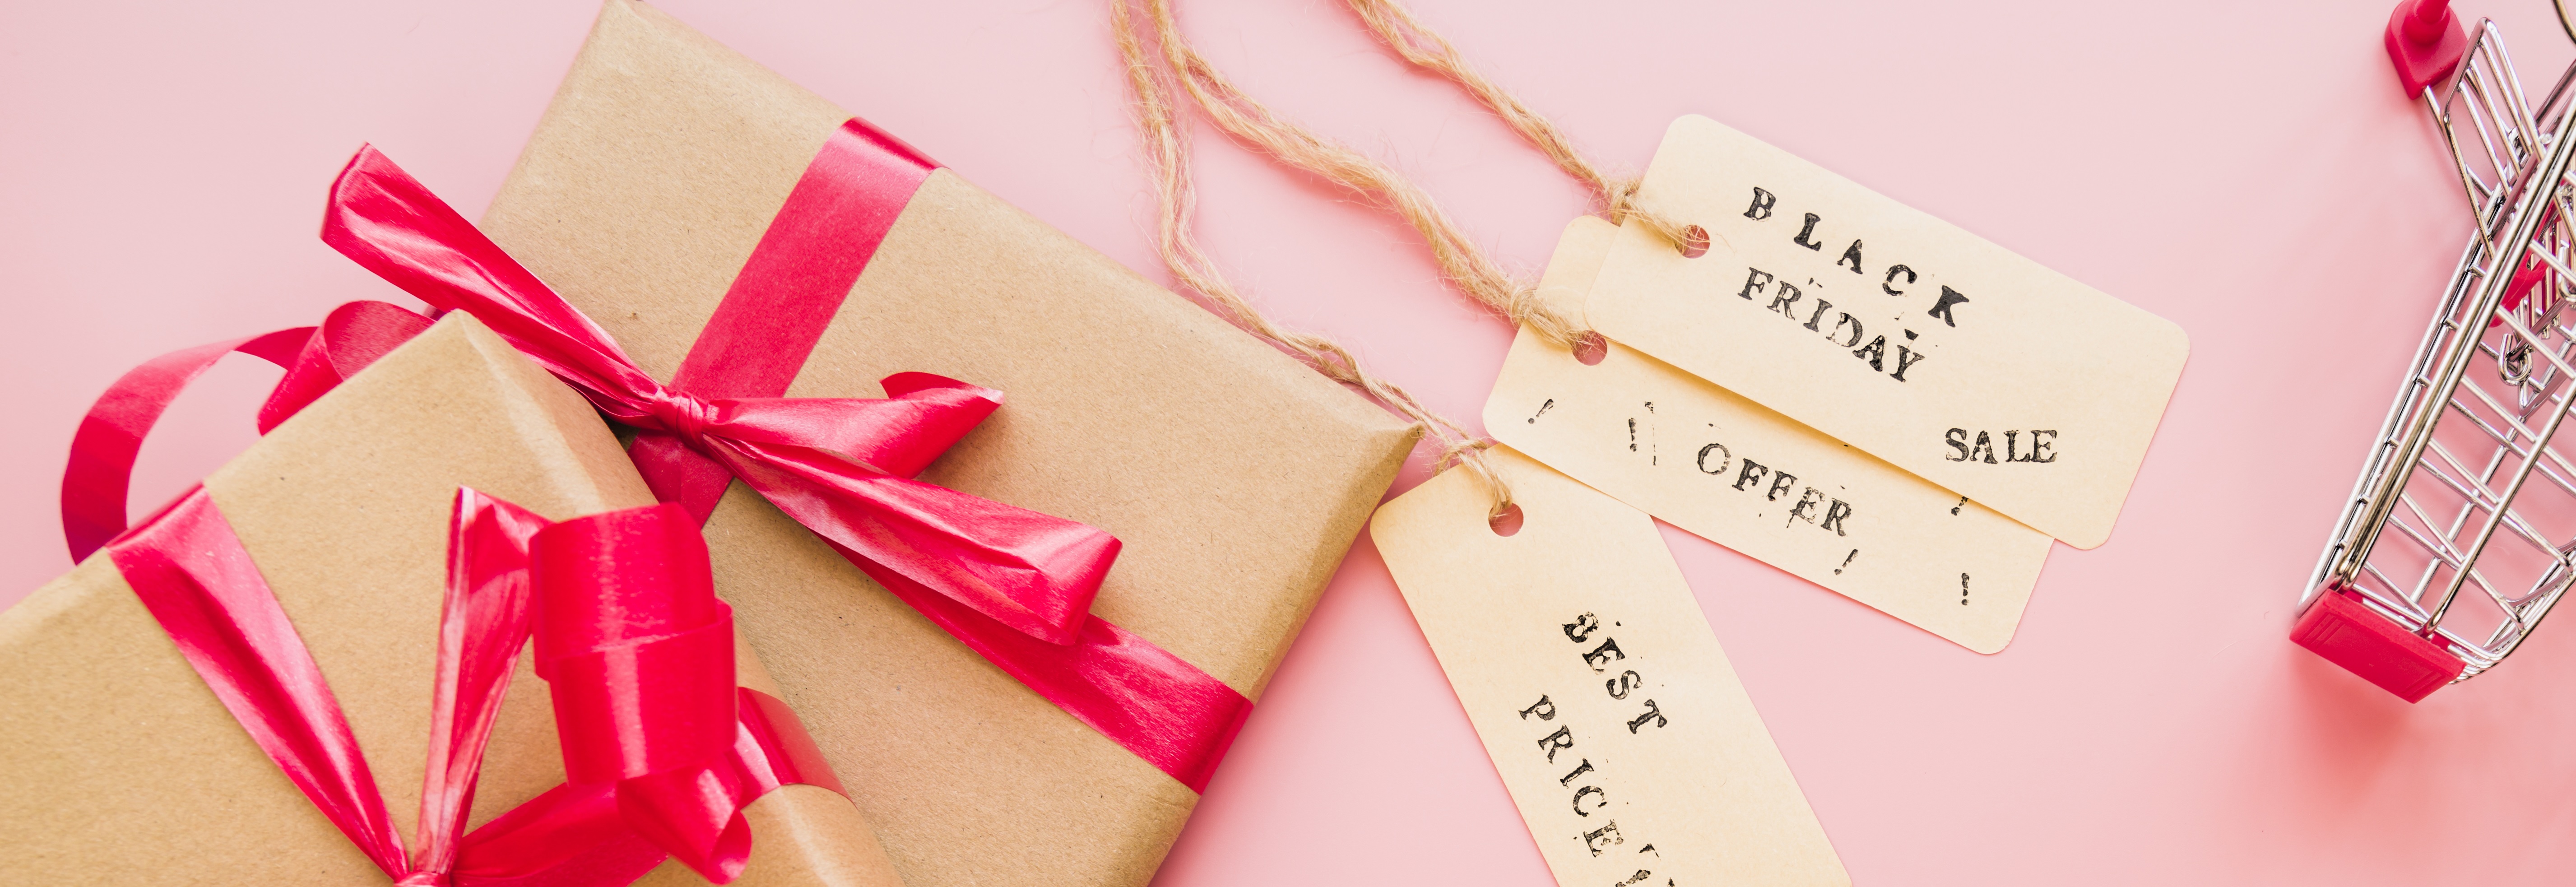 BLACK
FRIDAY
SALE
! ! OFFER ! ! !
BEST
PRICE!!